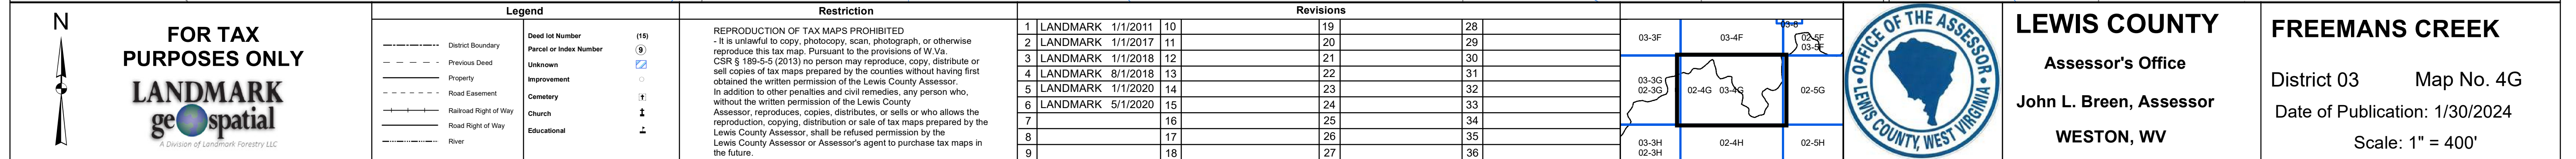 N
FOR TAX
PURPOSES ONLY
LANDMARK
geospatial
A Division of Landmark Forestry LLC
Legend
District Boundary
Previous Deed
Property
Road Easement
Railroad Right of Way
Road Right of Way
River
Deed lot Number (15)
Parcel or Index Number 9
Unknown
Improvement
Cemetery
Church
Educational
Restriction
REPRODUCTION OF TAX MAPS PROHIBITED
- It is unlawful to copy, photocopy, scan, photograph, or otherwise
reproduce this tax map. Pursuant to the provisions of W.Va.
CSR § 189-5-5 (2013) no person may reproduce, copy, distribute or
sell copies of tax maps prepared by the counties without having first
obtained the written permission of the Lewis County Assessor.
In addition to other penalties and civil remedies, any person who,
without the written permission of the Lewis County
Assessor, reproduces, copies, distributes, or sells or who allows the
reproduction, copying, distribution or sale of tax maps prepared by the
Lewis County Assessor, shall be refused permission by the
Lewis County Assessor or Assessor's agent to purchase tax maps in
the future.
Revisions
1 LANDMARK 1/1/2011 10 19 28
2 LANDMARK 1/1/2017 11 20 29
3 LANDMARK 1/1/2018 12 21 30
4 LANDMARK 8/1/2018 13 22 31
5 LANDMARK 1/1/2020 14 23 32
6 LANDMARK 5/1/2020 15 24 33
7 16 25 34
8 17 26 35
9 18 27 36
03-6
03-3F 03-4F 02-5F
03-5F
03-3G
02-3G 02-4G 03-4G 02-5G
03-3H 02-4H 02-5H
02-3H
OFFICE OF THE ASSESSOR
LEWIS COUNTY, WEST VIRGINIA
LEWIS COUNTY
Assessor's Office
John L. Breen, Assessor
WESTON, WV
FREEMANS CREEK
District 03 Map No. 4G
Date of Publication: 1/30/2024
Scale: 1" = 400'